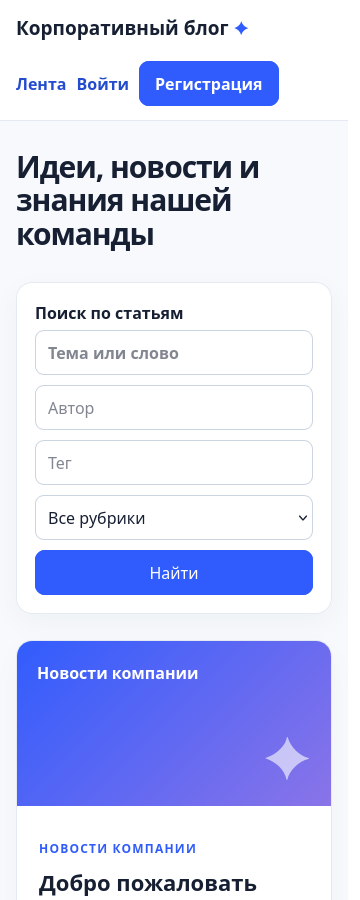 Корпоративный блог ✦
Лента Войти Регистрация
Идеи, новости и
знания нашей
команды
Поиск по статьям
Тема или слово
Автор
Тег
Все рубрики
Найти
Новости компании
НОВОСТИ КОМПАНИИ
Добро пожаловать